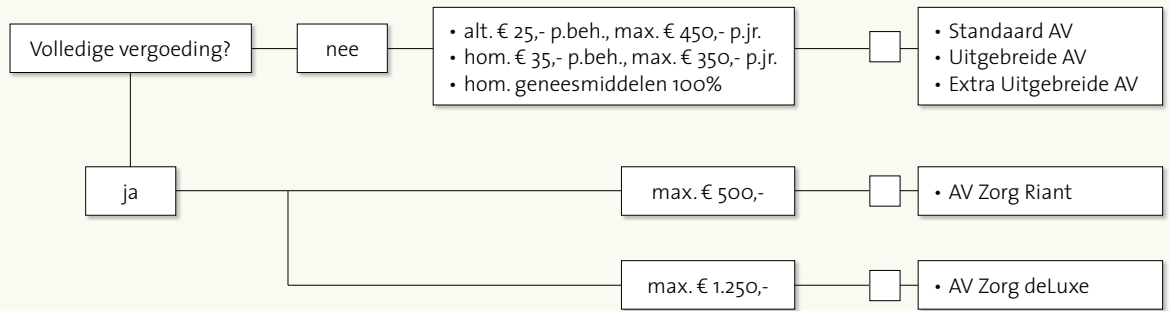 Volledige vergoeding?
nee
• alt. € 25,- p.beh., max. € 450,- p.jr.
• hom. € 35,- p.beh., max. € 350,- p.jr.
• hom. geneesmiddelen 100%
• Standaard AV
• Uitgebreide AV
• Extra Uitgebreide AV
ja
max. € 500,-
• AV Zorg Riant
max. € 1.250,-
• AV Zorg deLuxe